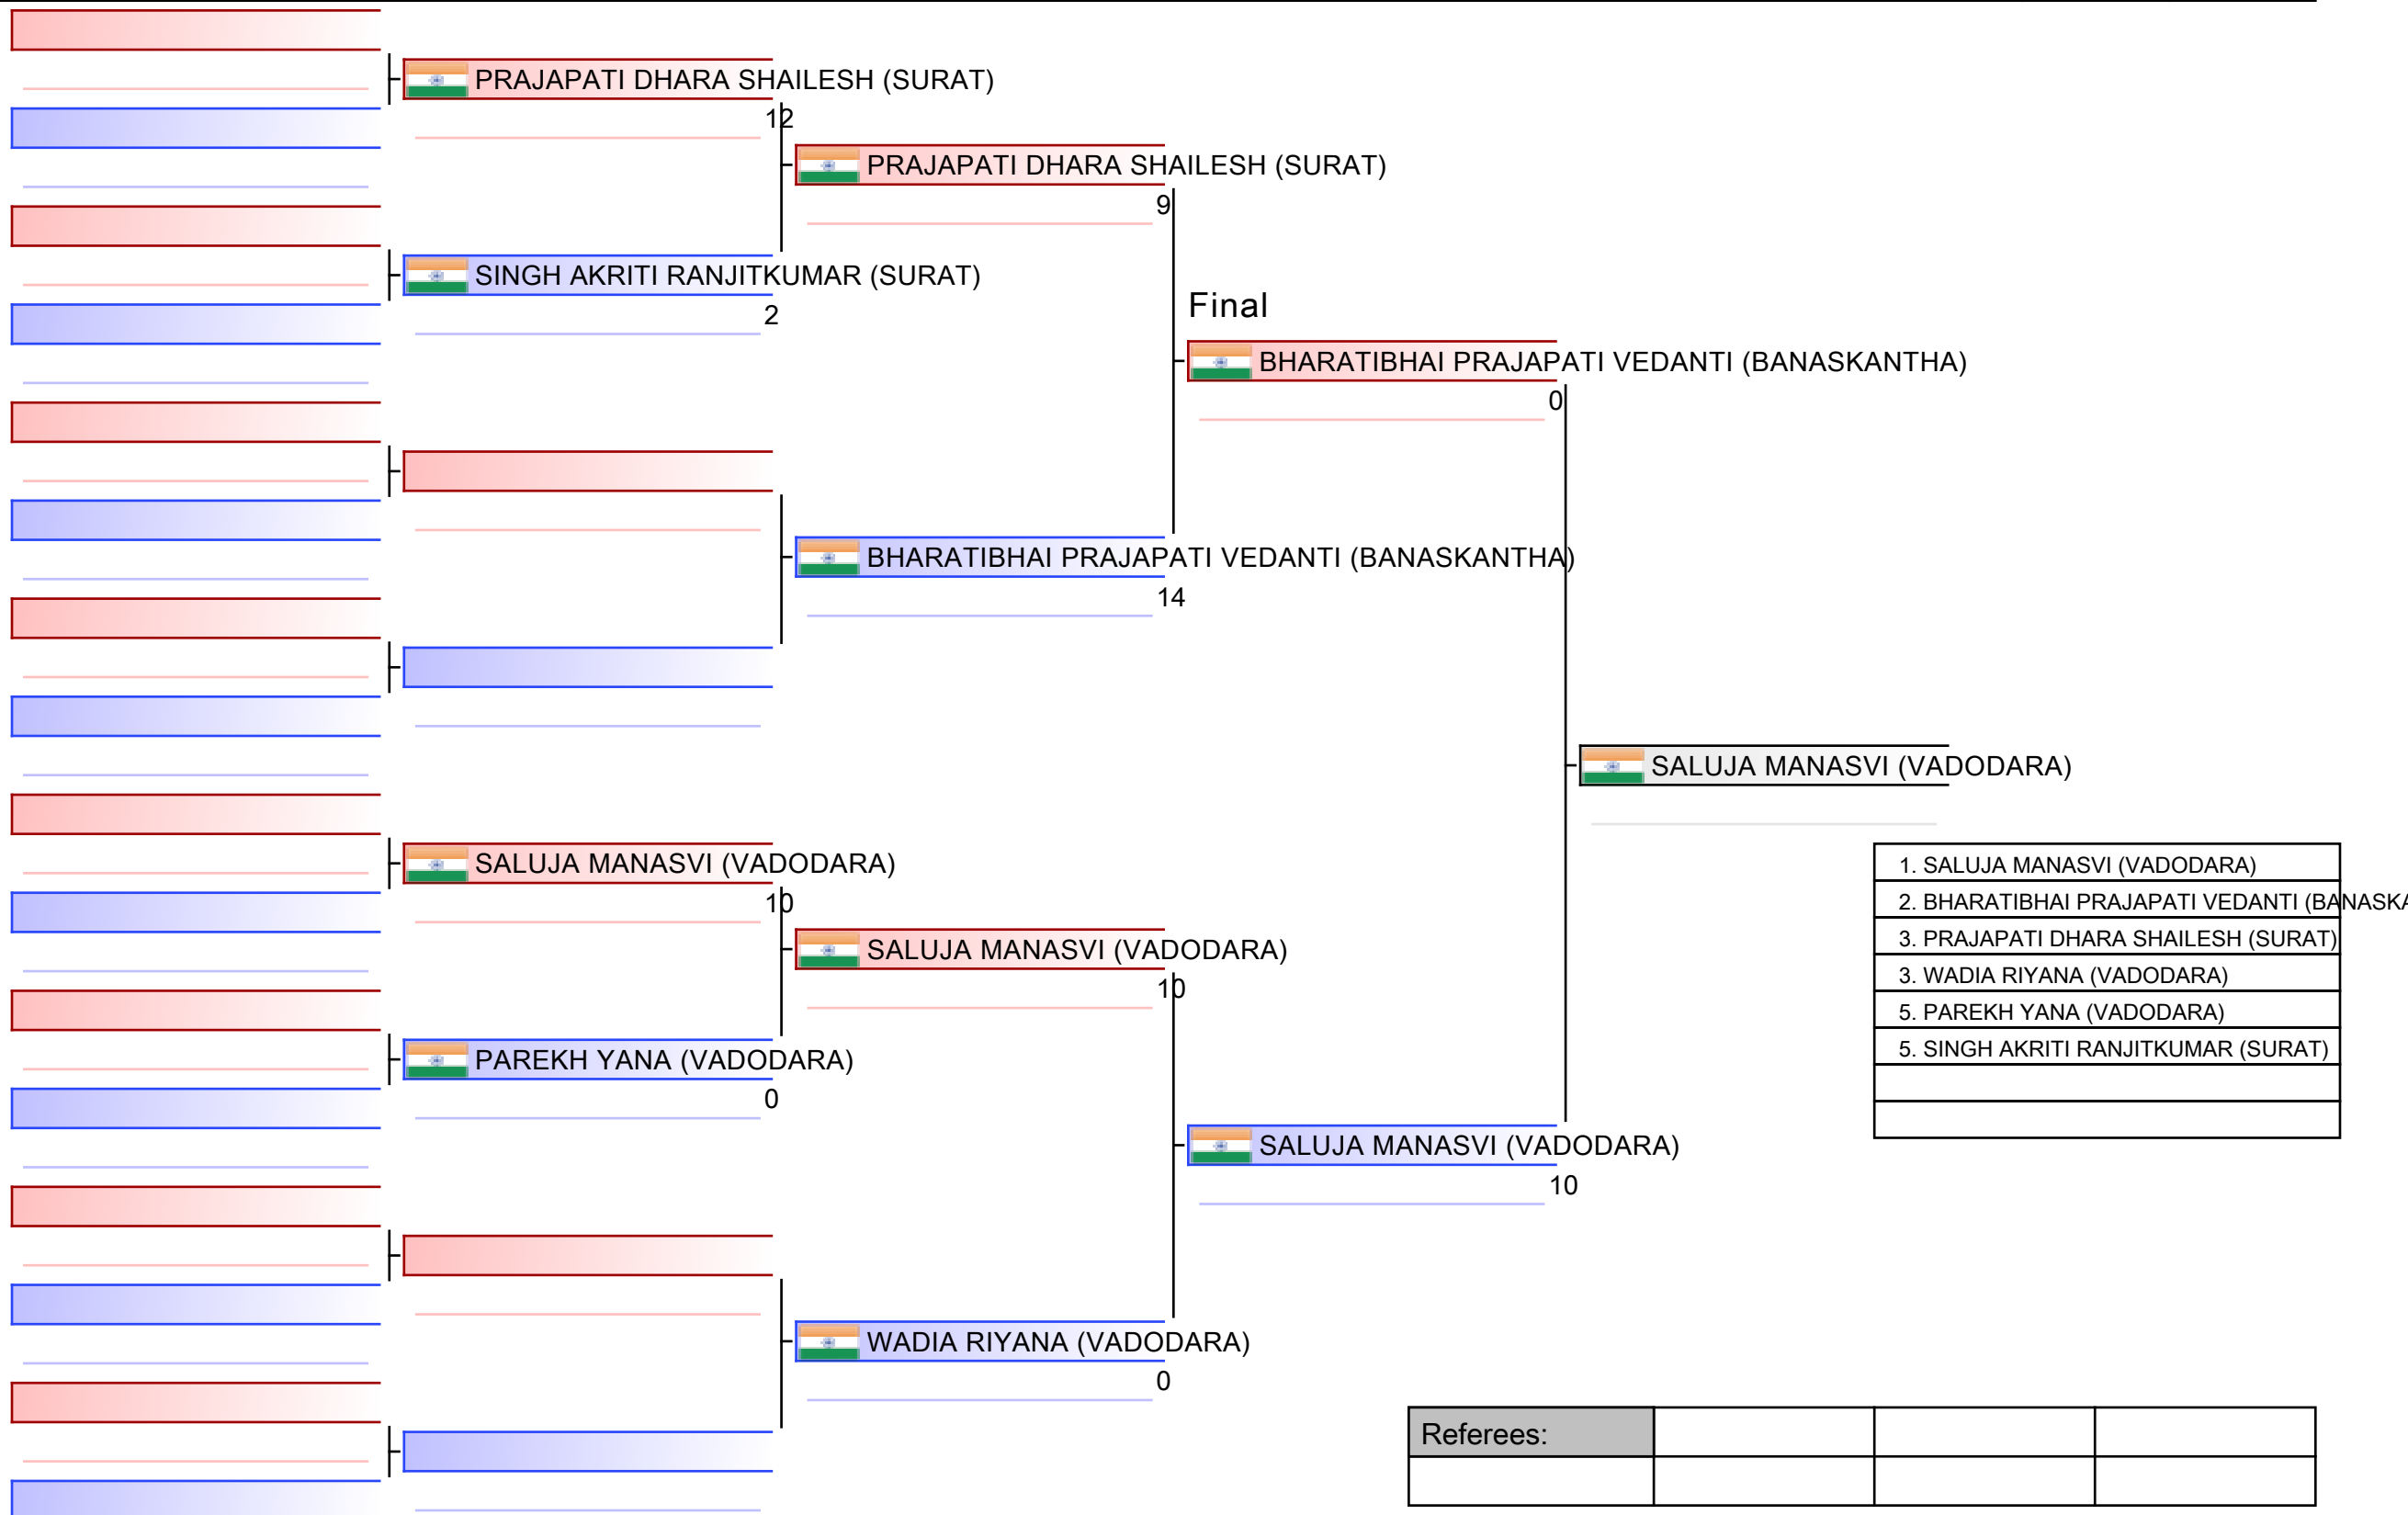 PRAJAPATI DHARA SHAILESH (SURAT)
12
PRAJAPATI DHARA SHAILESH (SURAT)
9
SINGH AKRITI RANJITKUMAR (SURAT)
2
Final
BHARATIBHAI PRAJAPATI VEDANTI (BANASKANTHA)
0
BHARATIBHAI PRAJAPATI VEDANTI (BANASKANTHA)
14
SALUJA MANASVI (VADODARA)
SALUJA MANASVI (VADODARA)
10
SALUJA MANASVI (VADODARA)
10
PAREKH YANA (VADODARA)
0
SALUJA MANASVI (VADODARA)
10
WADIA RIYANA (VADODARA)
0
1. SALUJA MANASVI (VADODARA)
2. BHARATIBHAI PRAJAPATI VEDANTI (BANASKA
3. PRAJAPATI DHARA SHAILESH (SURAT)
3. WADIA RIYANA (VADODARA)
5. PAREKH YANA (VADODARA)
5. SINGH AKRITI RANJITKUMAR (SURAT)
Referees: